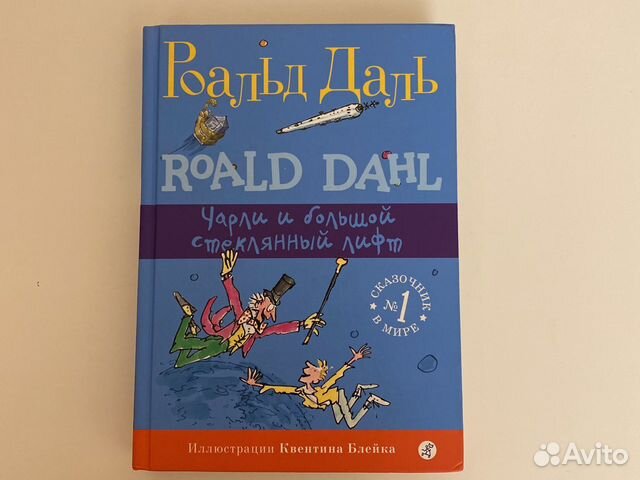 Роальд Даль
ROALD DAHL
Чарли и большой
стеклянный лифт
СКАЗОЧНИК
№1
В МИРЕ
Иллюстрации Квентина Блейка
Avito